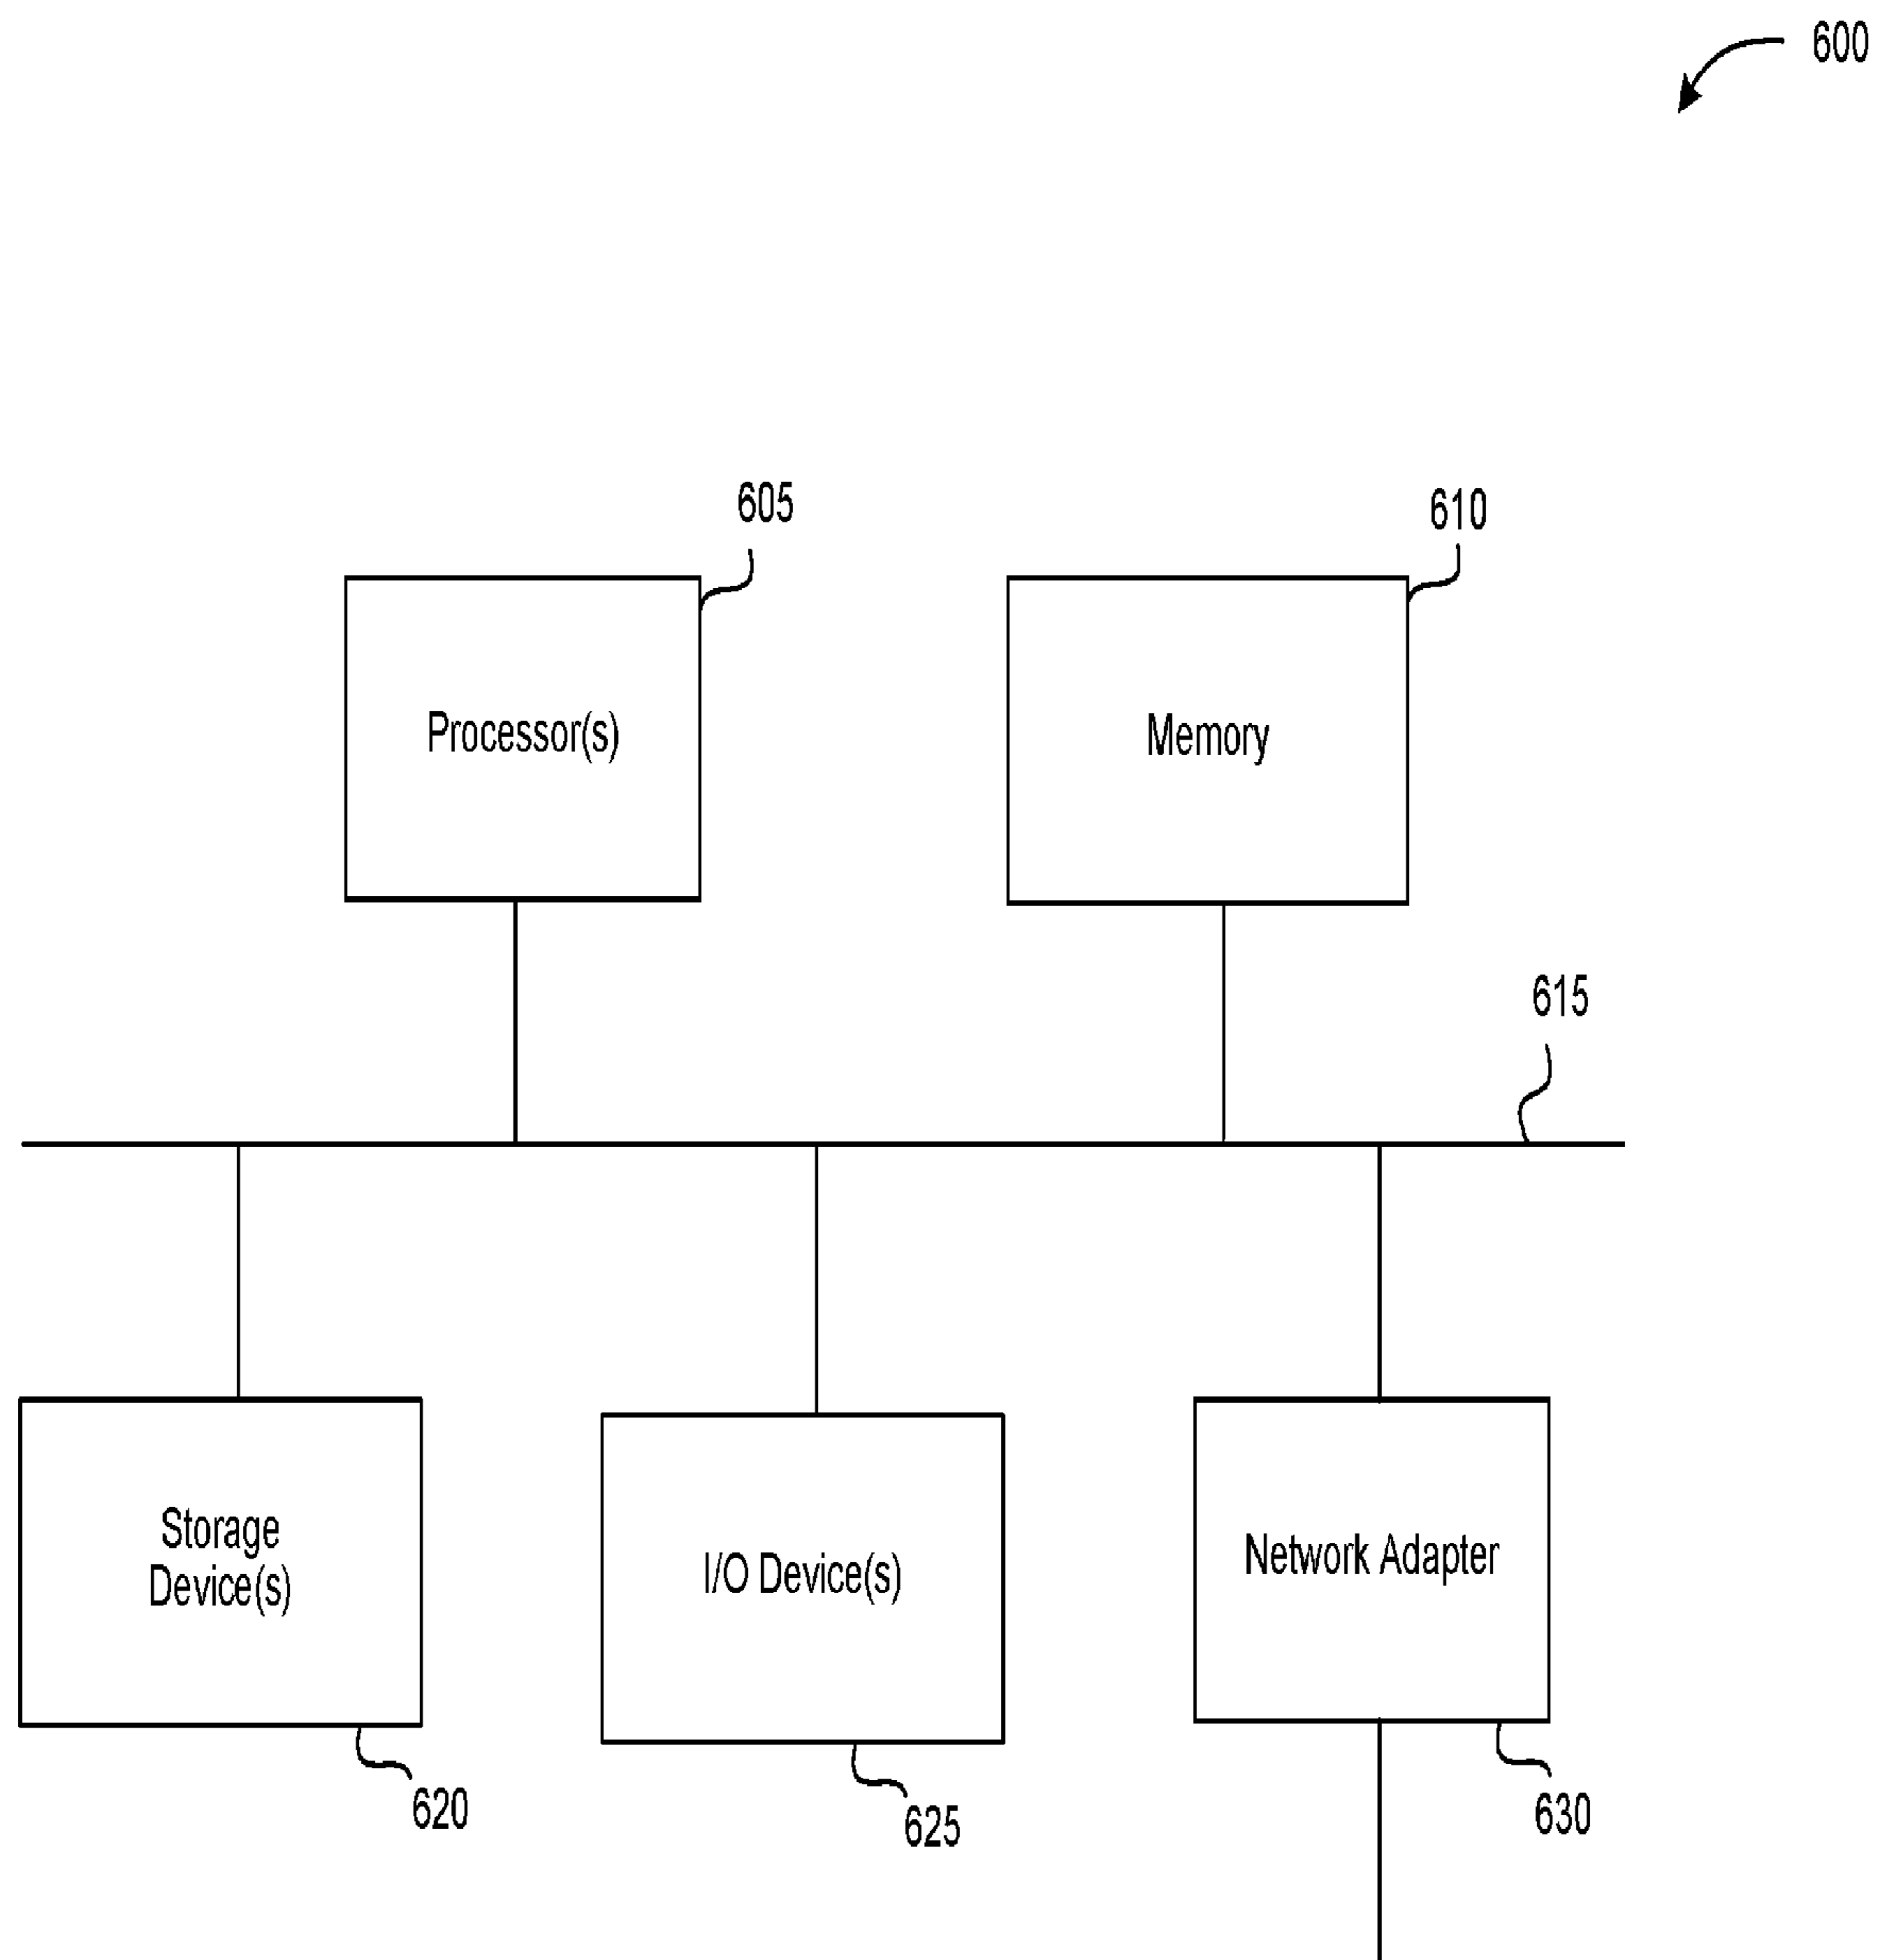 600
605
610
Processor(s)
Memory
615
Storage
Device(s)
I/O Device(s)
Network Adapter
620
625
630